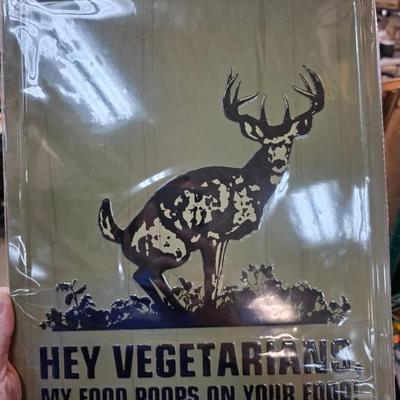 HEY VEGETARIANS,
MY FOOD POOPS ON YOUR FOOD!